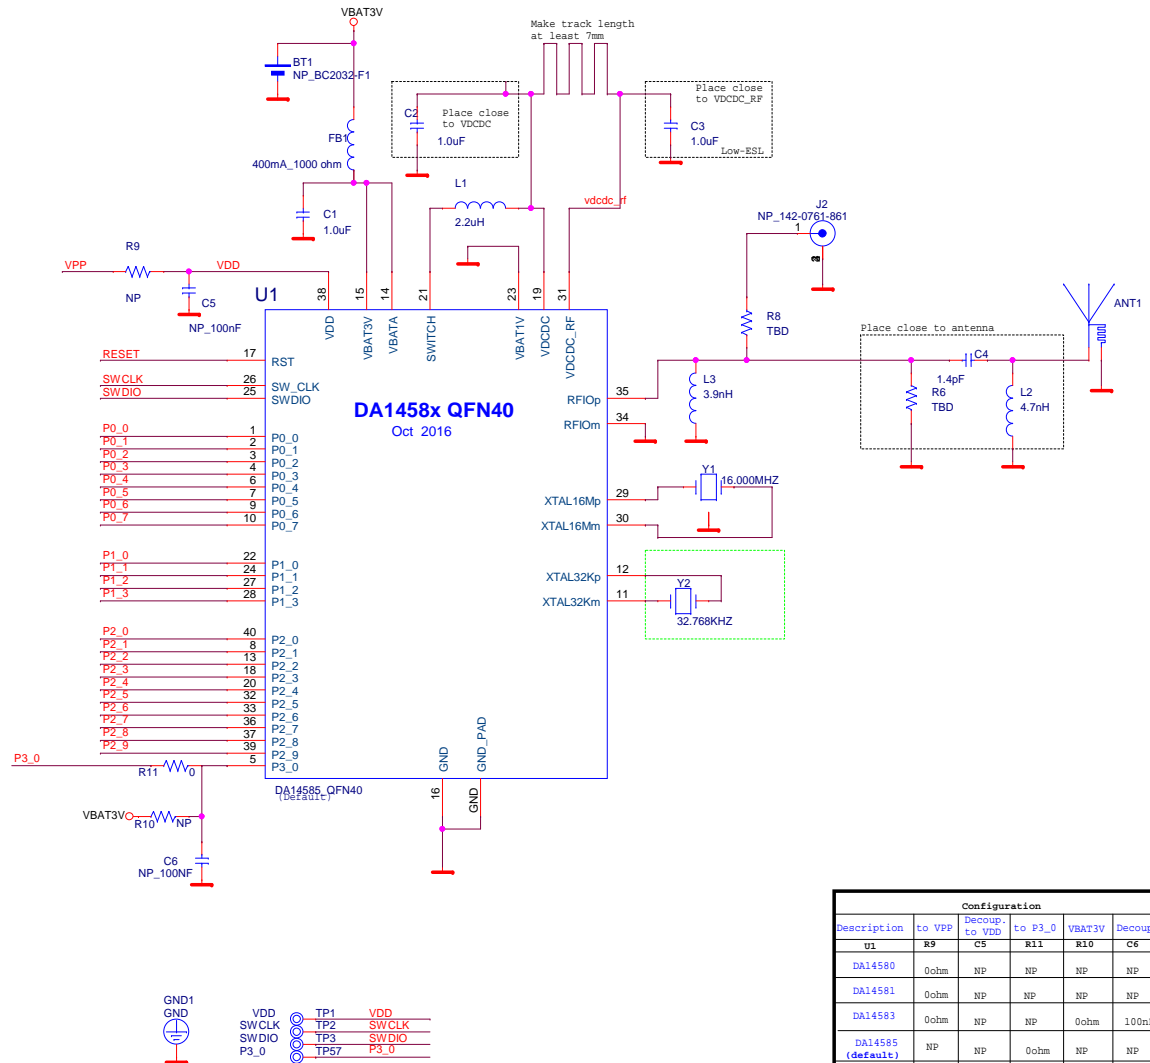 VBAT3V
Make track length
at least 7mm
BT1
NP_BC2032-F1
Place close
to VDCDC
C2
1.0uF
Place close
to VDCDC_RF
C3
1.0uF
Low-ESL
FB1
400mA_1000 ohm
L1
2.2uH
vdcdc_rf
C1
1.0uF
J2
NP_142-0761-861
1
R9
VPP
VDD
NP
C5
NP_100nF
U1
38
15
14
21
23
19
31
VDD
VBAT3V
VBATA
SWITCH
VBAT1V
VDCDC
VDCDC_RF
ANT1
R8
TBD
Place close to antenna
C4
1.4pF
R6
TBD
L2
4.7nH
L3
3.9nH
RESET 17 RST
SWCLK 26 SW_CLK
SWDIO 25 SWDIO
DA1458x QFN40
Oct 2016
RFIOp 35
RFIOm 34
P0_0 1 P0_0
P0_1 2 P0_1
P0_2 3 P0_2
P0_3 4 P0_3
P0_4 6 P0_4
P0_5 7 P0_5
P0_6 9 P0_6
P0_7 10 P0_7
Y1
16.000MHZ
XTAL16Mp 29
XTAL16Mm 30
P1_0 22 P1_0
P1_1 24 P1_1
P1_2 27 P1_2
P1_3 28 P1_3
XTAL32Kp 12
XTAL32Km 11
Y2
32.768KHZ
P2_0 40 P2_0
P2_1 8 P2_1
P2_2 13 P2_2
P2_3 18 P2_3
P2_4 20 P2_4
P2_5 32 P2_5
P2_6 33 P2_6
P2_7 36 P2_7
P2_8 37 P2_8
P2_9 39 P2_9
P3_0 5 P3_0
R11 0
GND
GND_PAD
16
GND
DA14585_QFN40
(Default)
VBAT3V
R10 NP
C6
NP_100NF
Configuration
Description to VPP Decoup. to VDD to P3_0 VBAT3V Decoup
U1 R9 C5 R11 R10 C6
DA14580 0ohm NP NP NP NP
DA14581 0ohm NP NP NP NP
DA14583 0ohm NP NP 0ohm 100n
DA14585 (default) NP NP 0ohm NP NP
GND1
GND
VDD TP1 VDD
SWCLK TP2 SWCLK
SWDIO TP3 SWDIO
P3_0 TP57 P3_0